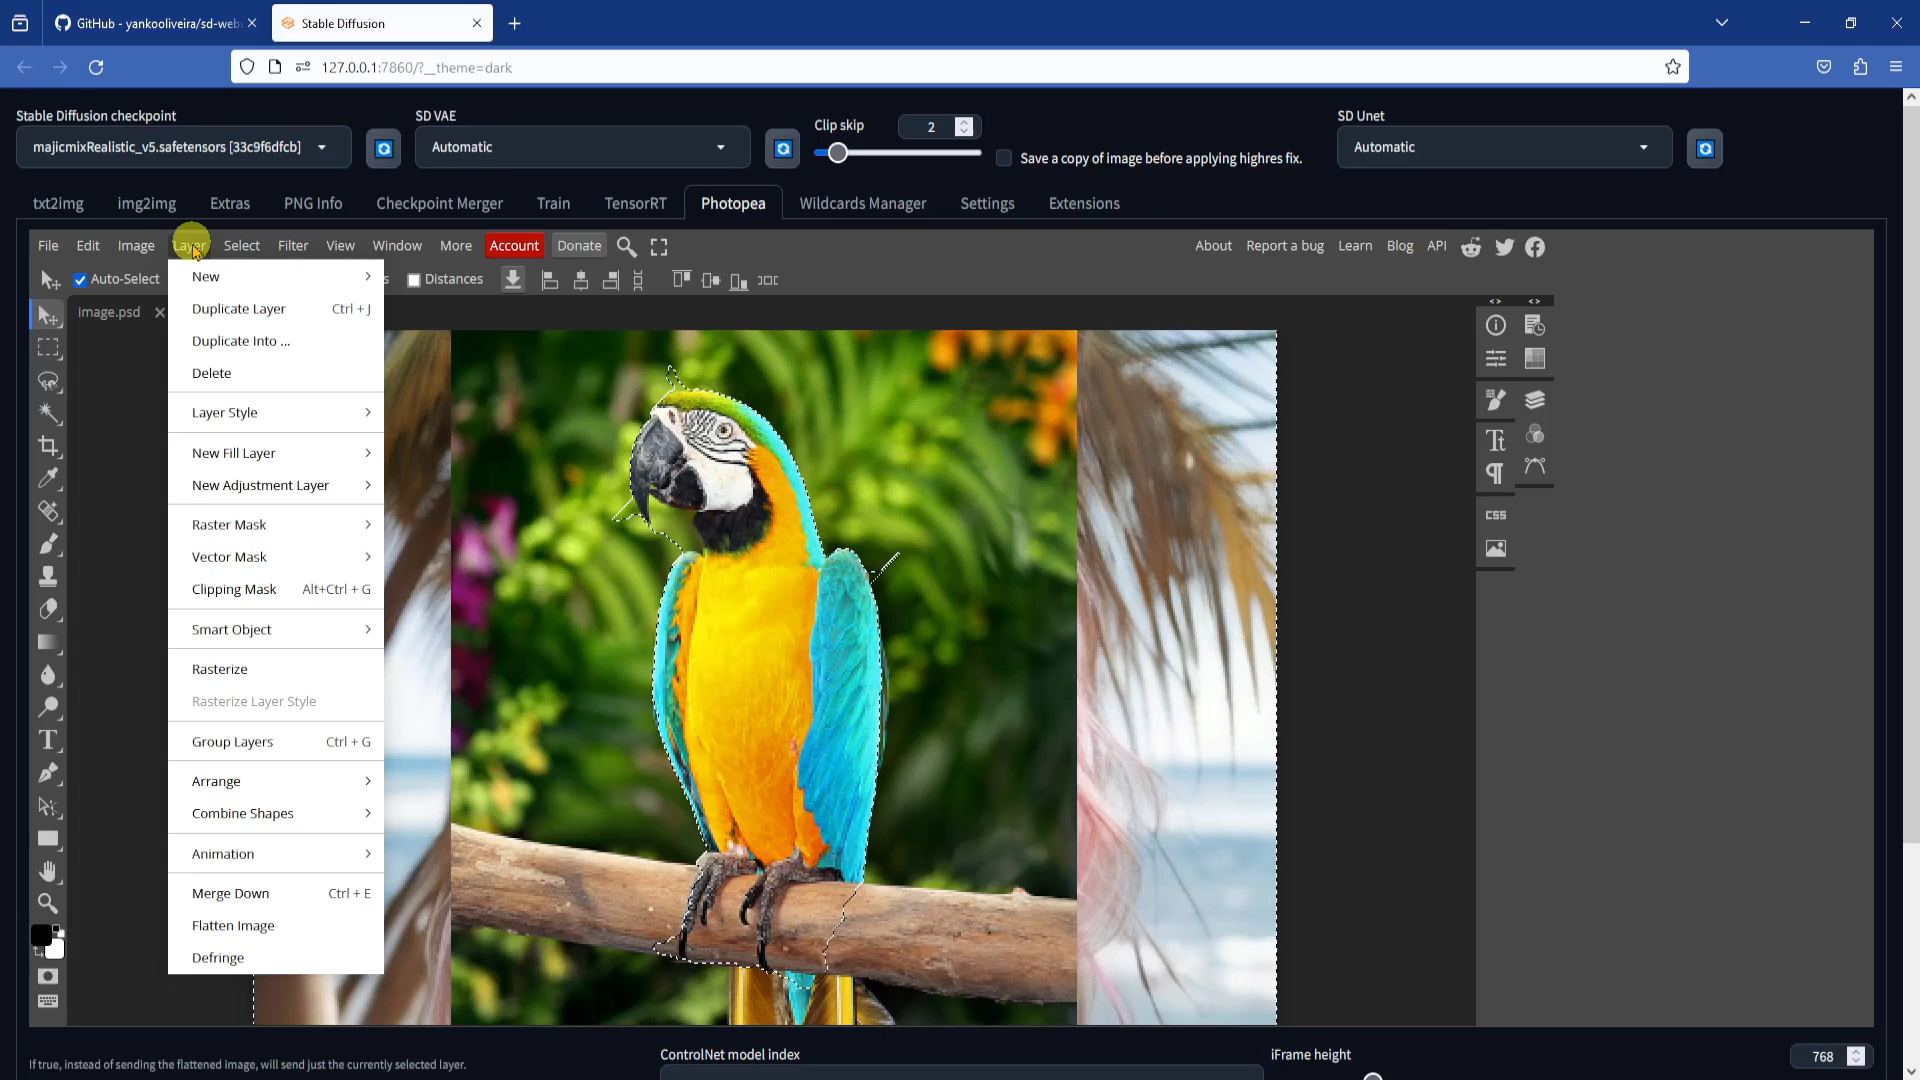 GitHub - yankooliveira/sd-web
Stable Diffusion
127.0.0.1:7860/?__theme=dark
Stable Diffusion checkpoint
majicmixRealistic_v5.safetensors [33c9f6dfcb]
SD VAE
Automatic
Clip skip
2
Save a copy of image before applying highres fix.
SD Unet
Automatic
txt2img
img2img
Extras
PNG Info
Checkpoint Merger
Train
TensorRT
Photopea
Wildcards Manager
Settings
Extensions
File
Edit
Image
Layer
Select
Filter
View
Window
More
Account
Donate
About
Report a bug
Learn
Blog
API
Auto-Select
s
Distances
image.psd
New
Duplicate Layer Ctrl + J
Duplicate Into ...
Delete
Layer Style
New Fill Layer
New Adjustment Layer
Raster Mask
Vector Mask
Clipping Mask Alt+Ctrl + G
Smart Object
Rasterize
Rasterize Layer Style
Group Layers Ctrl + G
Arrange
Combine Shapes
Animation
Merge Down Ctrl + E
Flatten Image
Defringe
CSS
If true, instead of sending the flattened image, will send just the currently selected layer.
ControlNet model index
iFrame height
768